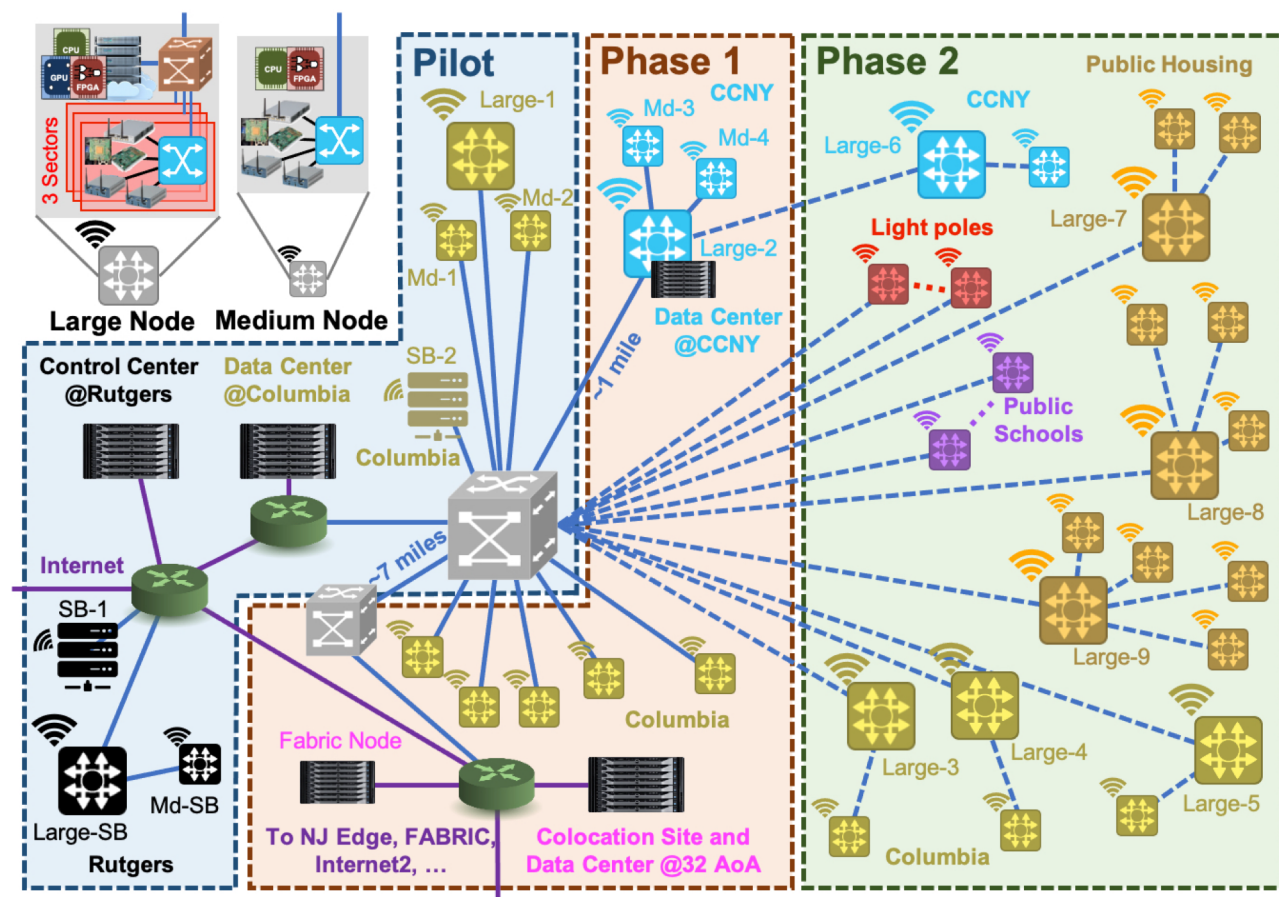 CPU
GPU
FPGA
3 Sectors
Large Node
CPU
FPGA
Medium Node
Pilot
Large-1
Md-2
Md-1
SB-2
Columbia
Control Center
@Rutgers
Data Center
@Columbia
Internet
SB-1
Large-SB
Md-SB
Rutgers
~7 miles
Phase 1
CCNY
Md-3
Md-4
Large-2
Data Center
@CCNY
~1 mile
Columbia
Fabric Node
To NJ Edge, FABRIC,
Internet2, ...
Colocation Site and
Data Center @32 AoA
Phase 2
CCNY
Large-6
Public Housing
Large-7
Light poles
Public
Schools
Large-8
Large-9
Large-3
Large-4
Large-5
Columbia